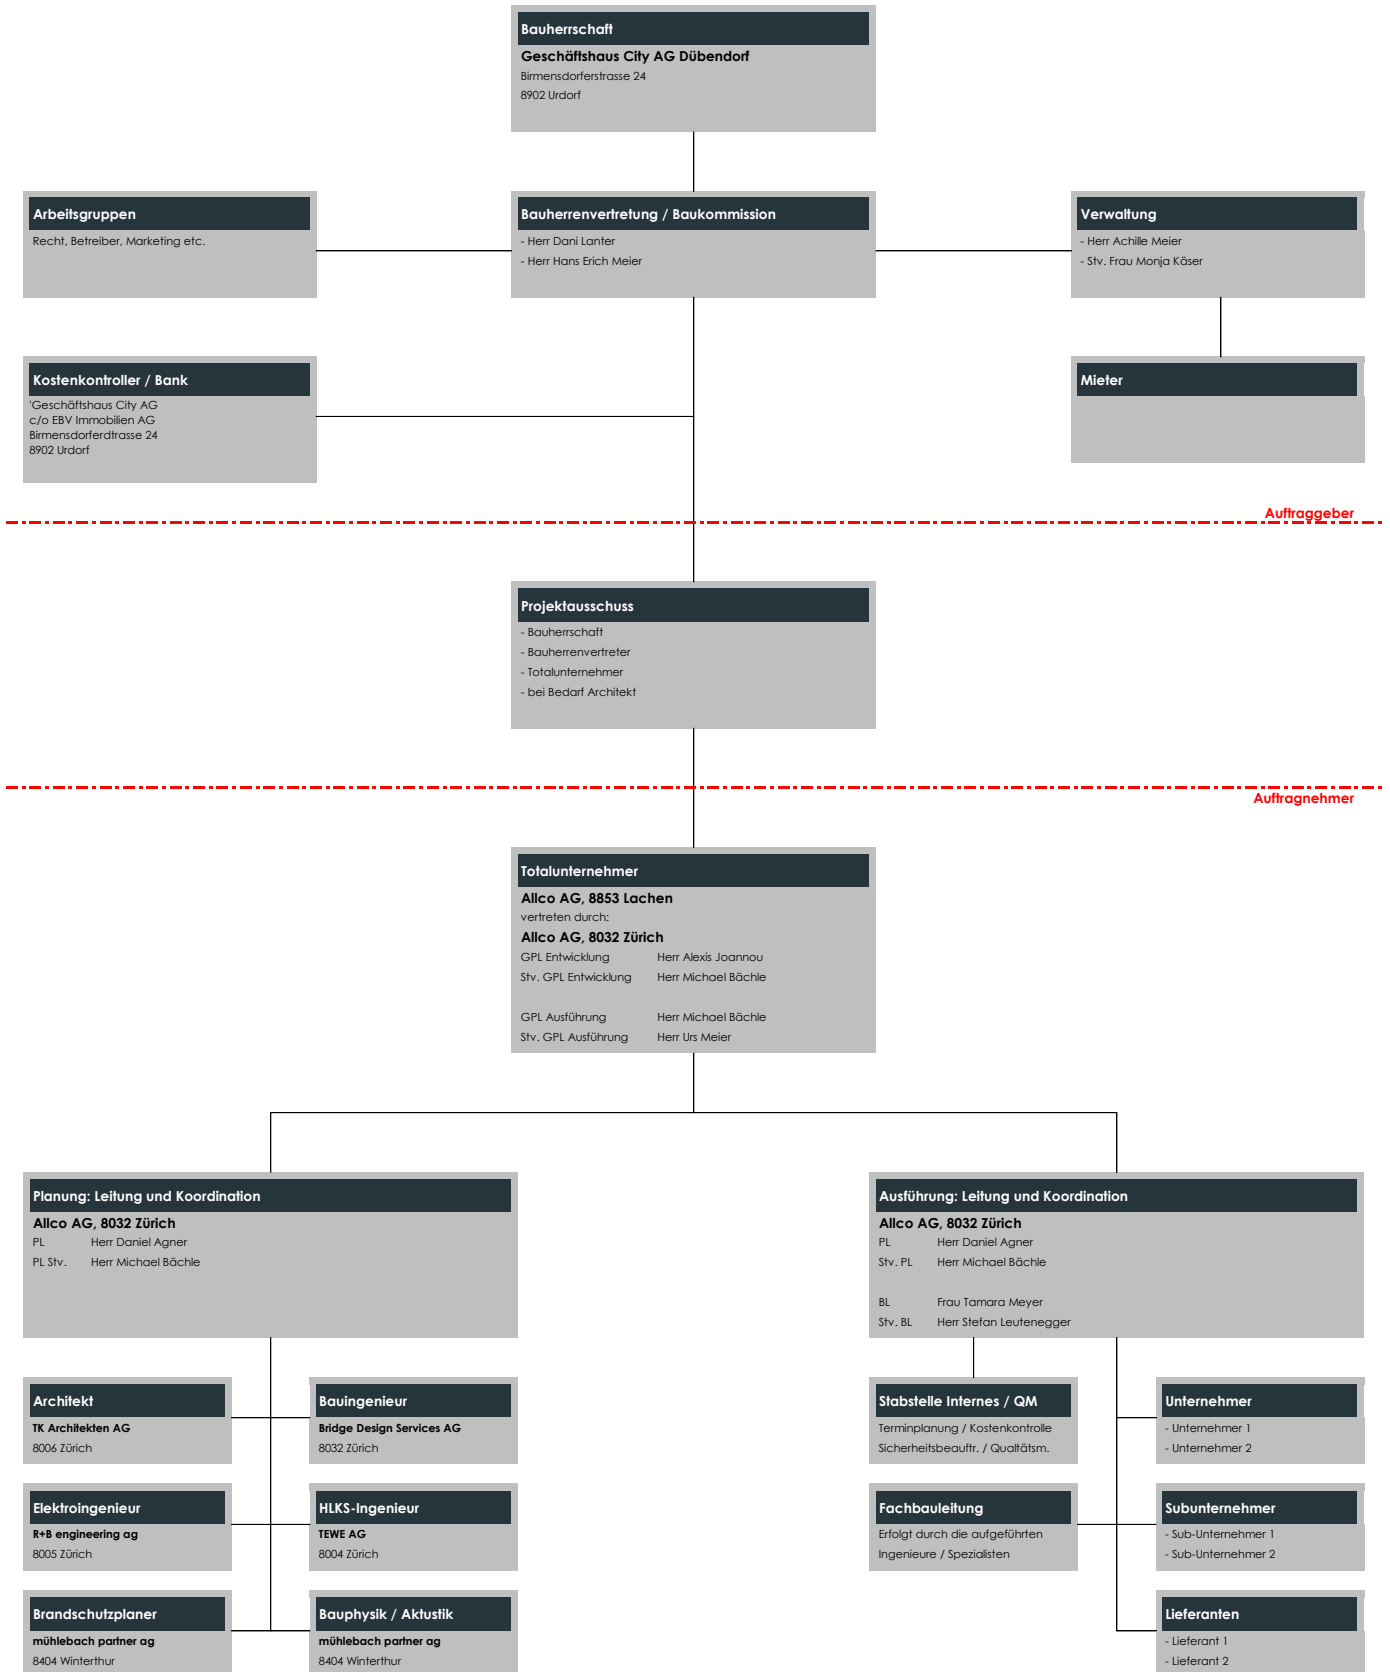 Bauherrschaft
Geschäftshaus City AG Dübendorf
Birmensdorferstrasse 24
8902 Urdorf
Arbeitsgruppen
Recht, Betreiber, Marketing etc.
Bauherrenvertretung / Baukommission
- Herr Dani Lanter
- Herr Hans Erich Meier
Verwaltung
- Herr Achille Meier
- Stv. Frau Monja Käser
Kostenkontroller / Bank
'Geschäftshaus City AG
c/o EBV Immobilien AG
Birmensdorferdtrasse 24
8902 Urdorf
Mieter
Auftraggeber
Projektausschuss
- Bauherrschaft
- Bauherrenvertreter
- Totalunternehmer
- bei Bedarf Architekt
Auftragnehmer
Totalunternehmer
Allco AG, 8853 Lachen
vertreten durch:
Allco AG, 8032 Zürich
GPL Entwicklung Herr Alexis Joannou
Stv. GPL Entwicklung Herr Michael Bächle
GPL Ausführung Herr Michael Bächle
Stv. GPL Ausführung Herr Urs Meier
Planung: Leitung und Koordination
Allco AG, 8032 Zürich
PL Herr Daniel Agner
PL Stv. Herr Michael Bächle
Ausführung: Leitung und Koordination
Allco AG, 8032 Zürich
PL Herr Daniel Agner
Stv. PL Herr Michael Bächle
BL Frau Tamara Meyer
Stv. BL Herr Stefan Leutenegger
Architekt
TK Architekten AG
8006 Zürich
Bauingenieur
Bridge Design Services AG
8032 Zürich
Stabstelle Internes / QM
Terminplanung / Kostenkontrolle
Sicherheitsbeauftr. / Qualtätsm.
Unternehmer
- Unternehmer 1
- Unternehmer 2
Elektroingenieur
R+B engineering ag
8005 Zürich
HLKS-Ingenieur
TEWE AG
8004 Zürich
Fachbauleitung
Erfolgt durch die aufgeführten
Ingenieure / Spezialisten
Subunternehmer
- Sub-Unternehmer 1
- Sub-Unternehmer 2
Brandschutzplaner
mühlebach partner ag
8404 Winterthur
Bauphysik / Aktustik
mühlebach partner ag
8404 Winterthur
Lieferanten
- Lieferant 1
- Lieferant 2